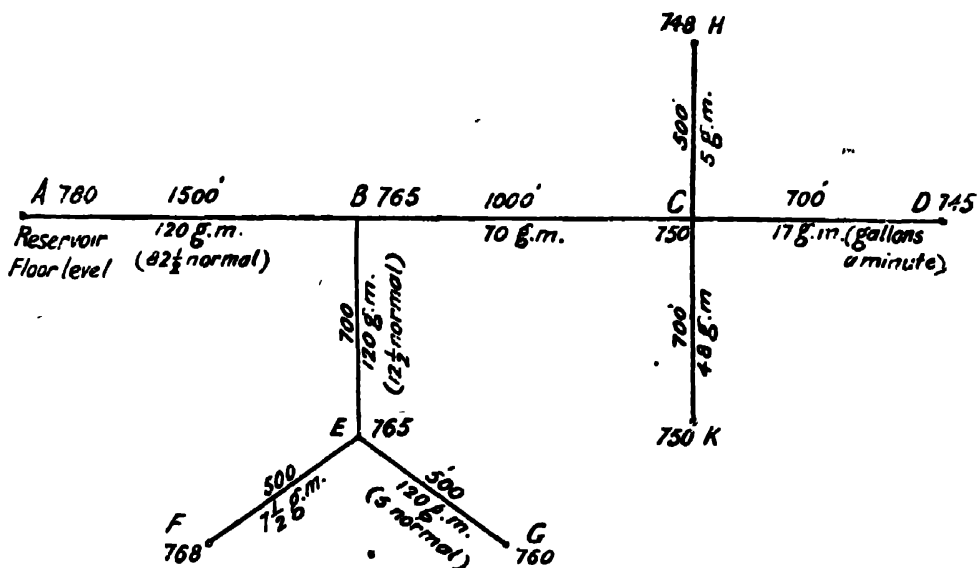 748 H
500'
5 g.m.
A 780
1500'
B 765
1000'
C
700'
D 745
Reservoir
Floor level
120 g.m.
(82½ normal)
70 g.m.
750
17 g.m. (gallons
a minute)
700
120 g.m.
(12½ normal)
700'
48 g.m
E 765
750 K
500
7½ g.m.
500'
120 g.m.
(5 normal)
F
768
G
760